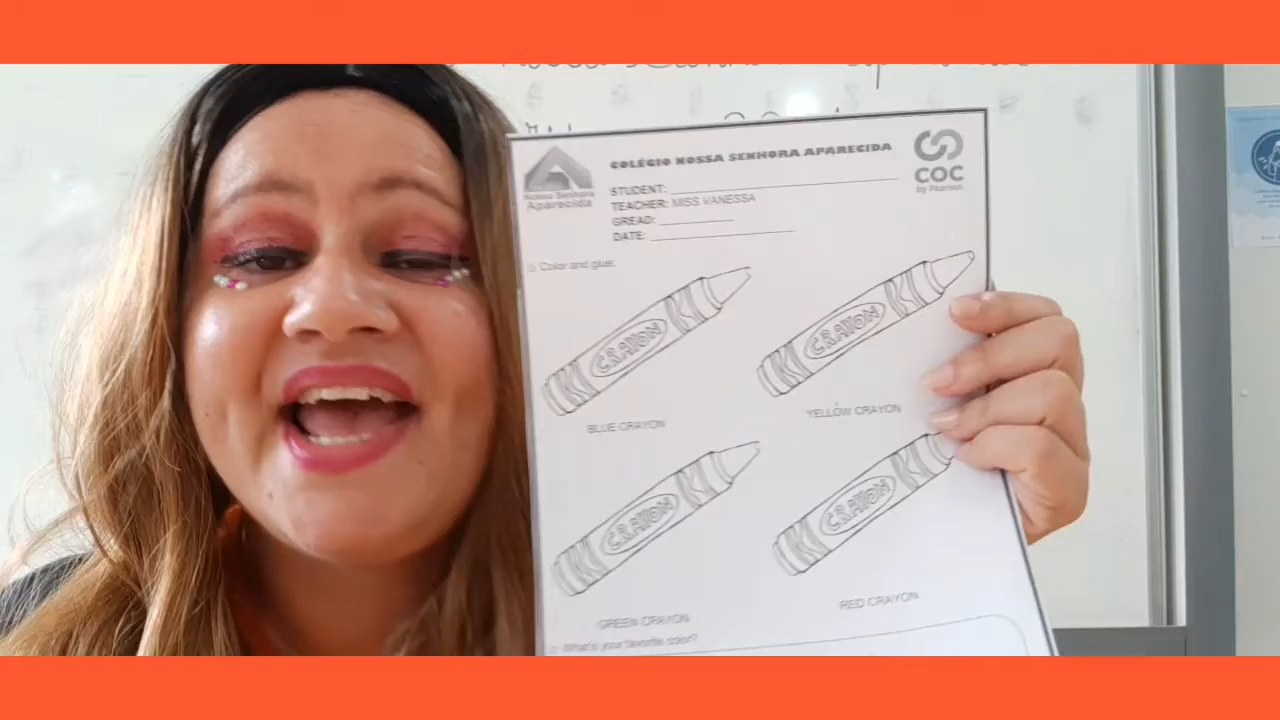 COLÉGIO NOSSA SENHORA APARECIDA
Nossa Senhora
Aparecida
COC
by Pearson
STUDENT:
TEACHER: MISS VANESSA
GREAD:
DATE:
Color and glue:
CRAYON
CRAYON
BLUE CRAYON
YELLOW CRAYON
CRAYON
CRAYON
GREEN CRAYON
RED CRAYON
What's your favorite color?